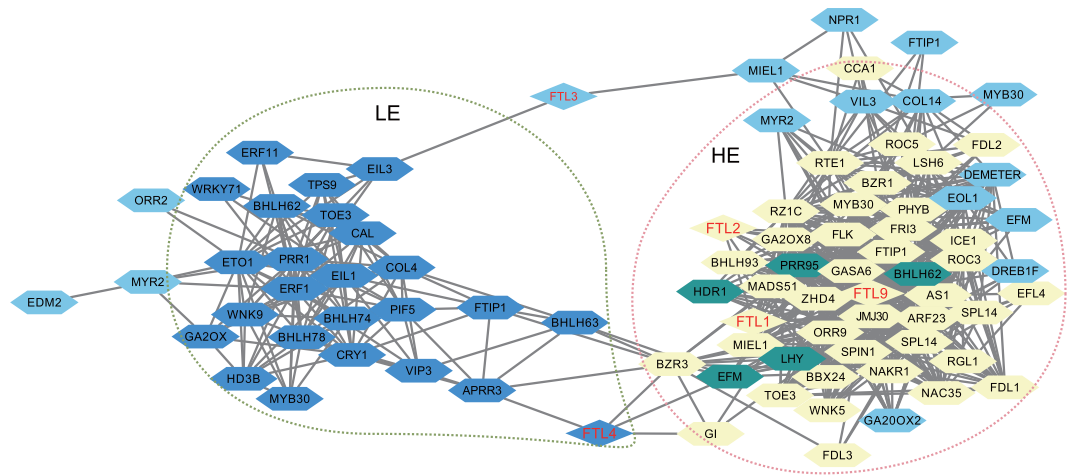 NPR1
FTIP1
CCA1
MIEL1
FTL3
MYB30
VIL3
COL14
LE
MYR2
ROC5
FDL2
HE
ERF11
EIL3
RTE1
LSH6
DEMETER
WRKY71
TPS9
BZR1
ORR2
BHLH62
TOE3
RZ1C
MYB30
PHYB
EOL1
EFM
CAL
FTL2
GA2OX8
FLK
FRI3
ICE1
ETO1
PRR1
EIL1
COL4
BHLH93
PRR95
FTIP1
ROC3
MYR2
ERF1
GASA6
BHLH62
DREB1F
EDM2
HDR1
MADS51
ZHD4
FTL9
AS1
EFL4
WNK9
BHLH74
PIF5
FTIP1
BHLH63
FTL1
JMJ30
ARF23
SPL14
GA2OX
BHLH78
CRY1
MIEL1
ORR9
SPL14
HD3B
VIP3
BZR3
LHY
SPIN1
RGL1
MYB30
APRR3
EFM
BBX24
NAKR1
FDL1
TOE3
WNK5
NAC35
FTL4
GI
GA20OX2
FDL3